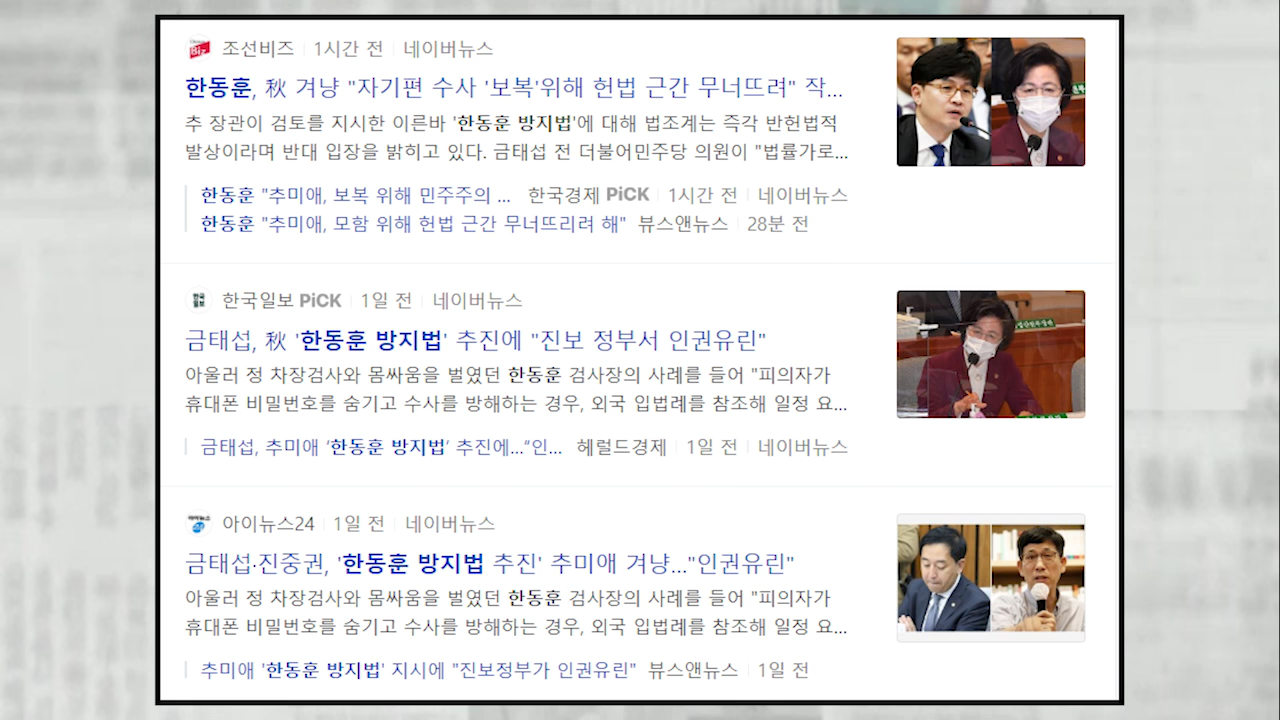 조선비즈 1시간 전 네이버뉴스
한동훈, 秋 겨냥 "자기편 수사 '보복'위해 헌법 근간 무너뜨려" 작...
추 장관이 검토를 지시한 이른바 '한동훈 방지법'에 대해 법조계는 즉각 반헌법적
발상이라며 반대 입장을 밝히고 있다. 금태섭 전 더불어민주당 의원이 "법률가로...
한동훈 "추미애, 보복 위해 민주주의 ... 한국경제 PiCK 1시간 전 네이버뉴스
한동훈 "추미애, 모함 위해 헌법 근간 무너뜨리려 해" 뷰스앤뉴스 28분 전
한국일보 PiCK 1일 전 네이버뉴스
금태섭, 秋 '한동훈 방지법' 추진에 "진보 정부서 인권유린"
아울러 정 차장검사와 몸싸움을 벌였던 한동훈 검사장의 사례를 들어 "피의자가
휴대폰 비밀번호를 숨기고 수사를 방해하는 경우, 외국 입법례를 참조해 일정 요...
금태섭, 추미애 '한동훈 방지법' 추진에..."인... 헤럴드경제 1일 전 네이버뉴스
아이뉴스24 1일 전 네이버뉴스
금태섭·진중권, '한동훈 방지법 추진' 추미애 겨냥..."인권유린"
아울러 정 차장검사와 몸싸움을 벌였던 한동훈 검사장의 사례를 들어 "피의자가
휴대폰 비밀번호를 숨기고 수사를 방해하는 경우, 외국 입법례를 참조해 일정 요...
추미애 '한동훈 방지법' 지시에 "진보정부가 인권유린" 뷰스앤뉴스 1일 전